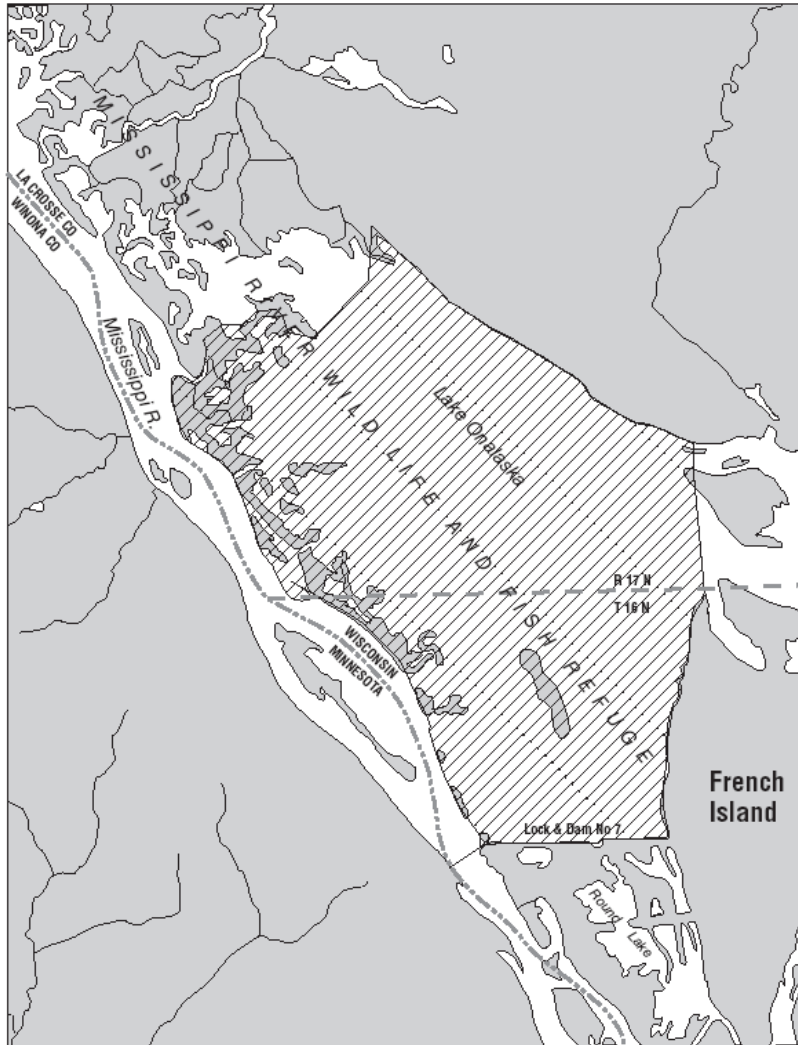 MISSISSIPPI RIVER WILD LIFE AND FISH REFUGE
LA CROSSE CO
WINONA CO
Mississippi R.
Lake Onalaska
R 17 N
T 16 N
WISCONSIN
MINNESOTA
French
Island
Lock & Dam No 7
Round Lake